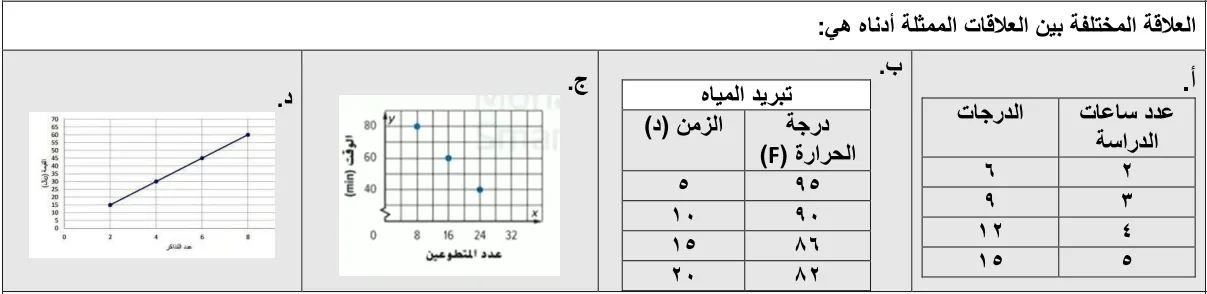 العلاقة المختلفة بين العلاقات الممثلة أدناه هي:
أ.
عدد ساعات الدراسة الدرجات
٢ ٦
٣ ٩
٤ ١٢
٥ ١٥
ب.
تبريد المياه
درجة الحرارة (F) الزمن (د)
٩٥ ٥
٩٠ ١٠
٨٦ ١٥
٨٢ ٢٠
ج.
y
80
60
40
x
0 8 16 24 32
الوقت (min)
عدد المتطوعين
د.
70
65
60
55
50
45
40
35
30
25
20
15
10
5
0
0 2 4 6 8
عدد التذاكر